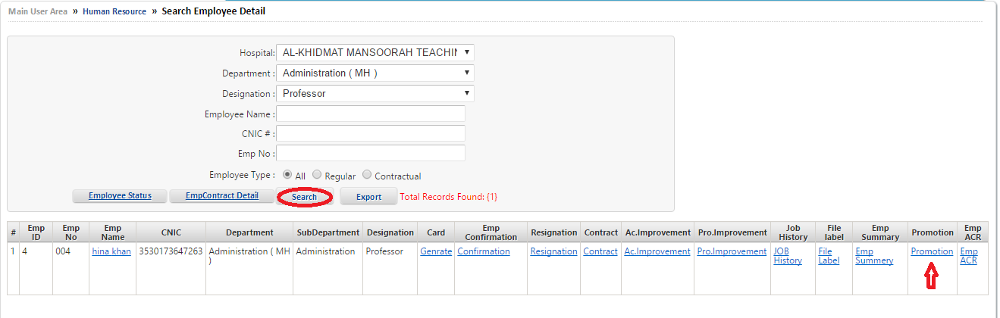 Main User Area » Human Resource » Search Employee Detail
Hospital: AL-KHIDMAT MANSOORAH TEACHIN
Department : Administration ( MH )
Designation : Professor
Employee Name :
CNIC # :
Emp No :
Employee Type : All Regular Contractual
Employee Status EmpContract Detail Search Export Total Records Found: {1}
# Emp ID Emp No Emp Name CNIC Department SubDepartment Designation Card Emp Confirmation Resignation Contract Ac.Improvement Pro.Improvement Job History File label Emp Summary Promotion Emp ACR
1 4 004 hina khan 3530173647263 Administration ( MH ) Administration Professor Genrate Confirmation Resignation Contract Ac.Improvement Pro.Improvement JOB History File Label Emp Summery Promotion Emp ACR